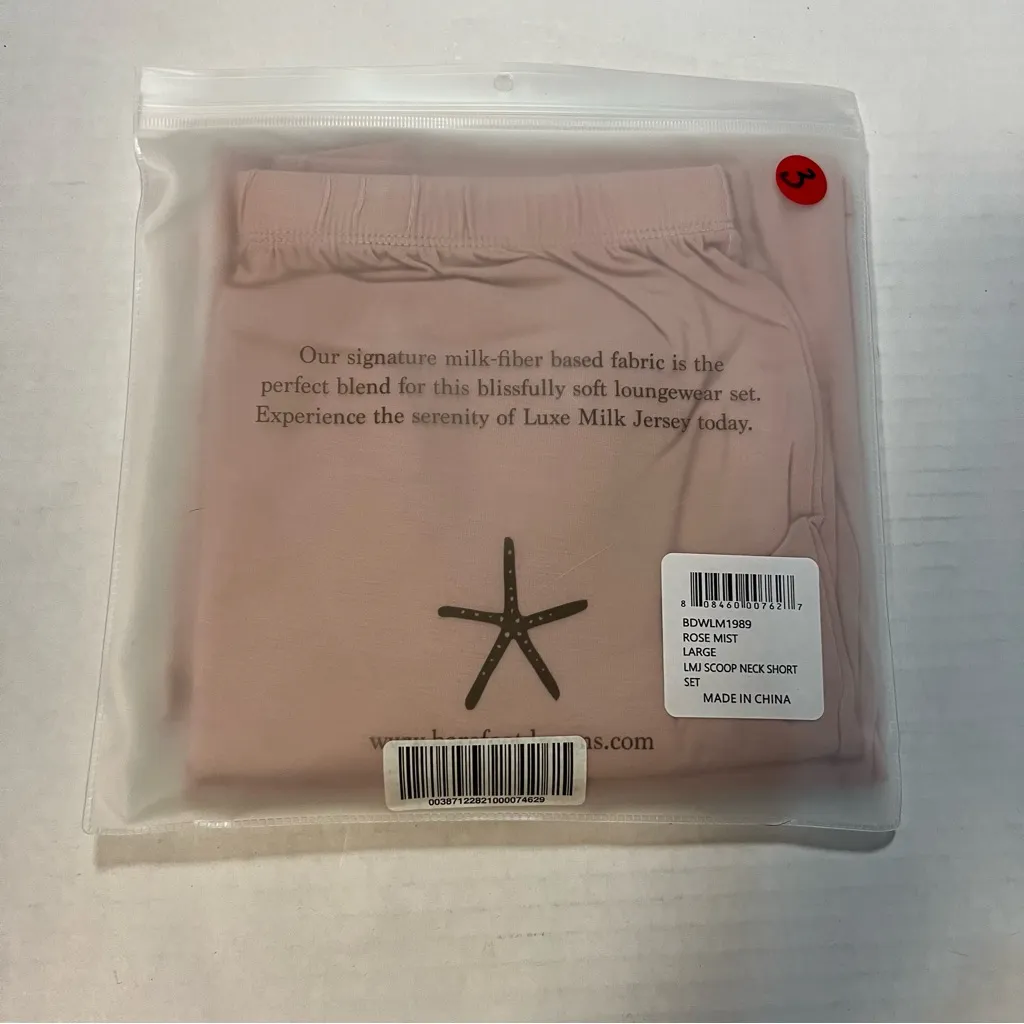 3
Our signature milk-fiber based fabric is the
perfect blend for this blissfully soft loungewear set.
Experience the serenity of Luxe Milk Jersey today.
8 08460 00762 7
BDWLM1989
ROSE MIST
LARGE
LMJ SCOOP NECK SHORT
SET
MADE IN CHINA
00387122821000074629